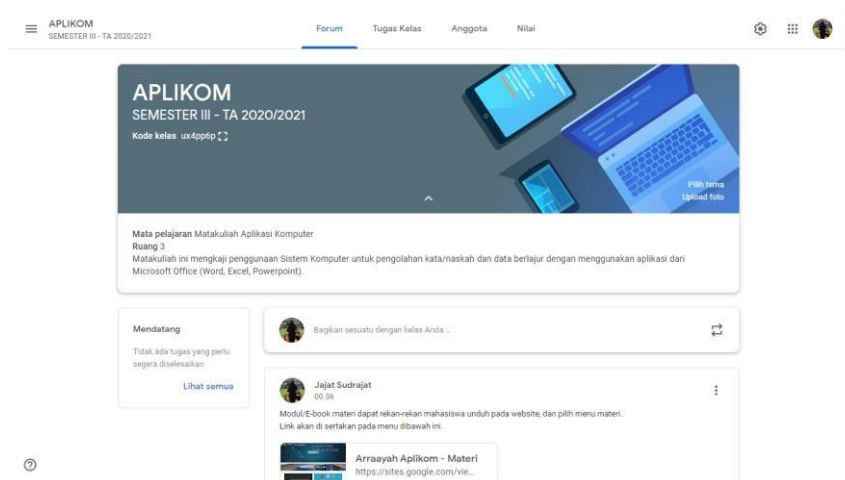 APLIKOM
SEMESTER III - TA 2020/2021
Forum
Tugas Kelas
Anggota
Nilai
APLIKOM
SEMESTER III - TA 2020/2021
Kode kelas ux4pp6p
Pilih tema
Upload foto
Mata pelajaran Matakuliah Aplikasi Komputer
Ruang 3
Matakuliah ini mengkaji penggunaan Sistem Komputer untuk pengolahan kata/naskah dan data berlajur dengan menggunakan aplikasi dari
Microsoft Office (Word, Excel, Powerpoint).
Mendatang
Tidak ada tugas yang perlu
segera diselesaikan
Lihat semua
Bagikan sesuatu dengan kelas Anda ...
Jajat Sudrajat
00.36
Modul/E-book materi dapat rekan-rekan mahasiswa unduh pada website, dan pilih menu materi.
Link akan di sertakan pada menu dibawah ini.
Arraayah Aplikom - Materi
https://sites.google.com/vie...